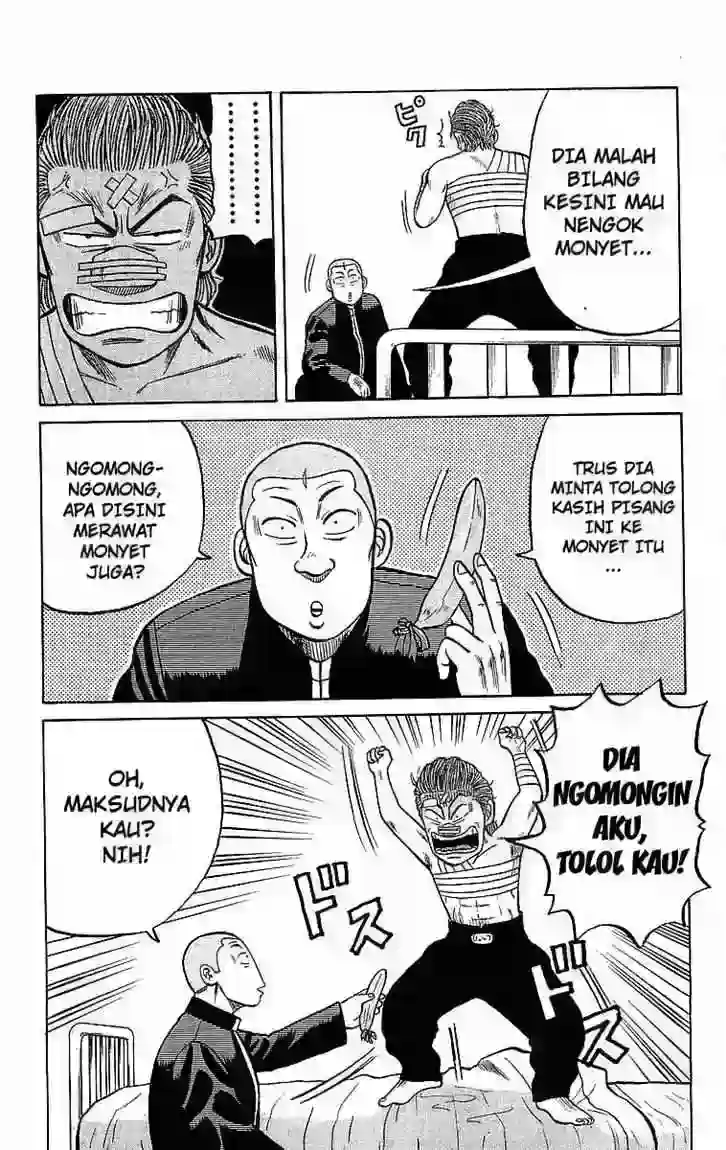 DIA MALAH
BILANG
KESINI MAU
NENGOK
MONYET...
ピク
.........
.........
TRUS DIA
MINTA TOLONG
KASIH PISANG
INI KE
MONYET ITU
...
NGOMONG-
NGOMONG,
APA DISINI
MERAWAT
MONYET
JUGA?
DIA
NGOMONGIN
AKU,
TOLOL KAU!
OH,
MAKSUDNYA
KAU?
NIH!
ドス
ドス